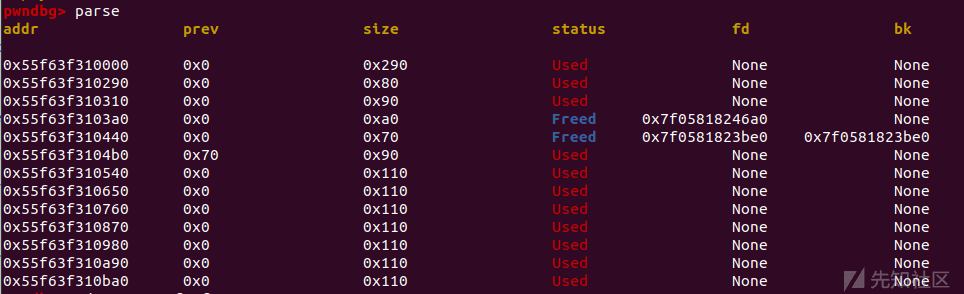 pwndbg> parse
addr prev size status fd bk
0x55f63f310000 0x0 0x290 Used None None
0x55f63f310290 0x0 0x80 Used None None
0x55f63f310310 0x0 0x90 Used None None
0x55f63f3103a0 0x0 0xa0 Freed 0x7f05818246a0 None
0x55f63f310440 0x0 0x70 Freed 0x7f0581823be0 0x7f0581823be0
0x55f63f3104b0 0x70 0x90 Used None None
0x55f63f310540 0x0 0x110 Used None None
0x55f63f310650 0x0 0x110 Used None None
0x55f63f310760 0x0 0x110 Used None None
0x55f63f310870 0x0 0x110 Used None None
0x55f63f310980 0x0 0x110 Used None None
0x55f63f310a90 0x0 0x110 Used None None
0x55f63f310ba0 0x0 0x110 Used None None
先知社区